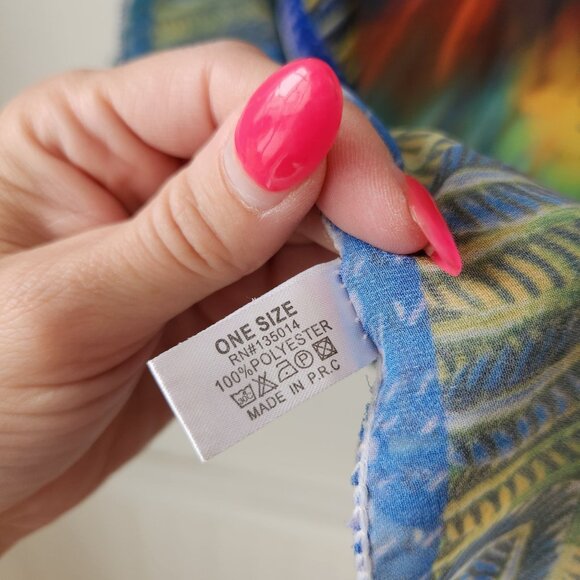 ONE SIZE
RN#135014
100%POLYESTER
MADE IN P.R.C